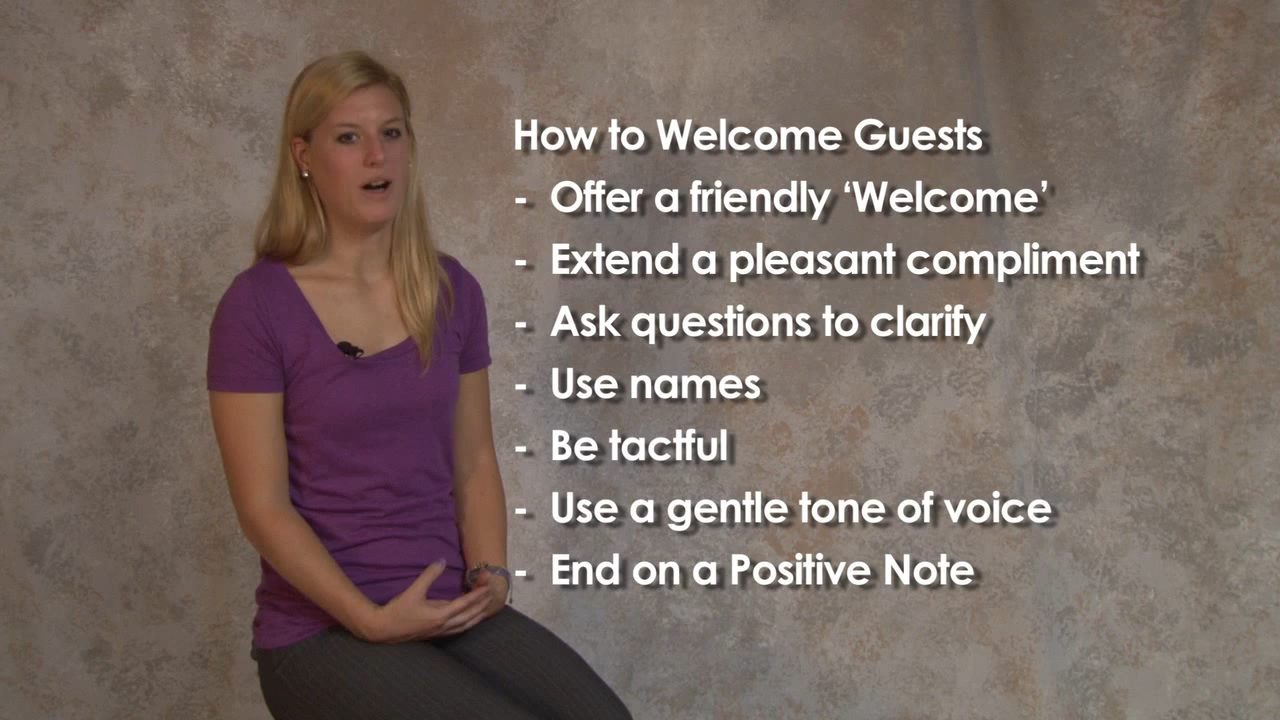 How to Welcome Guests
- Offer a friendly ‘Welcome’
- Extend a pleasant compliment
- Ask questions to clarify
- Use names
- Be tactful
- Use a gentle tone of voice
- End on a Positive Note